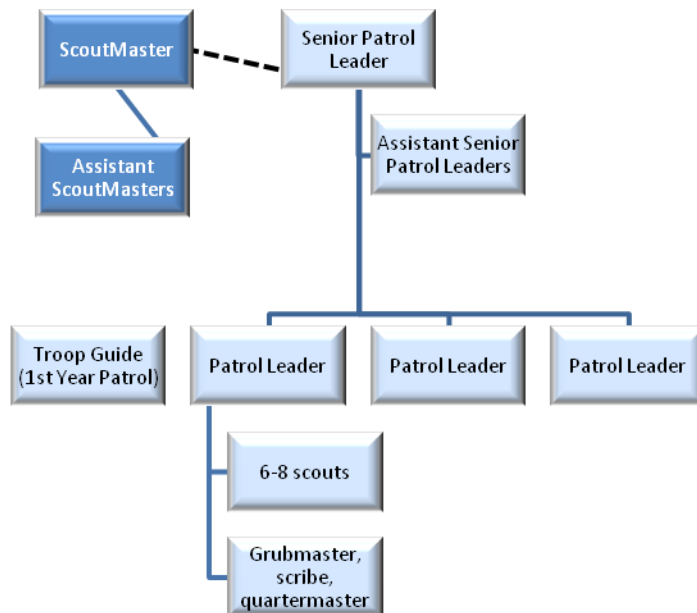 ScoutMaster
Senior Patrol
Leader
Assistant
ScoutMasters
Assistant Senior
Patrol Leaders
Troop Guide
(1st Year Patrol)
Patrol Leader
Patrol Leader
Patrol Leader
6-8 scouts
Grubmaster,
scribe,
quartermaster